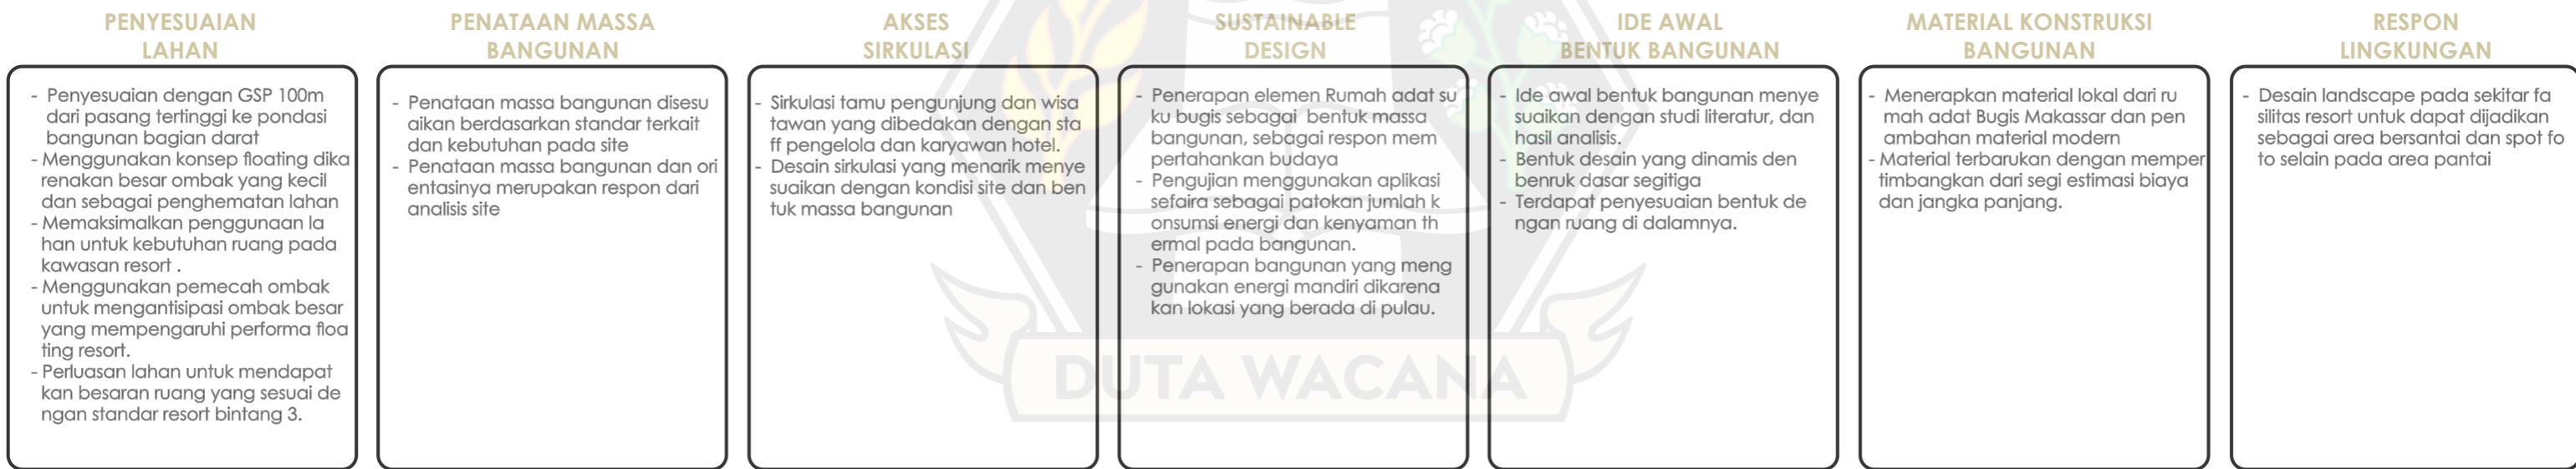 PENYESUAIAN
LAHAN
- Penyesuaian dengan GSP 100m
dari pasang tertinggi ke pondasi
bangunan bagian darat
- Menggunakan konsep floating dika
renakan besar ombak yang kecil
dan sebagai penghematan lahan
- Memaksimalkan penggunaan la
han untuk kebutuhan ruang pada
kawasan resort .
- Menggunakan pemecah ombak
untuk mengantisipasi ombak besar
yang mempengaruhi performa floa
ting resort.
- Perluasan lahan untuk mendapat
kan besaran ruang yang sesuai de
ngan standar resort bintang 3.
PENATAAN MASSA
BANGUNAN
- Penataan massa bangunan disesu
aikan berdasarkan standar terkait
dan kebutuhan pada site
- Penataan massa bangunan dan ori
entasinya merupakan respon dari
analisis site
AKSES
SIRKULASI
- Sirkulasi tamu pengunjung dan wisa
tawan yang dibedakan dengan sta
ff pengelola dan karyawan hotel.
- Desain sirkulasi yang menarik menye
suaikan dengan kondisi site dan ben
tuk massa bangunan
SUSTAINABLE
DESIGN
- Penerapan elemen Rumah adat su
ku bugis sebagai bentuk massa
bangunan, sebagai respon mem
pertahankan budaya
- Pengujian menggunakan aplikasi
sefaira sebagai patokan jumlah k
onsumsi energi dan kenyaman th
ermal pada bangunan.
- Penerapan bangunan yang meng
gunakan energi mandiri dikarena
kan lokasi yang berada di pulau.
IDE AWAL
BENTUK BANGUNAN
- Ide awal bentuk bangunan menye
suaikan dengan studi literatur, dan
hasil analisis.
- Bentuk desain yang dinamis den
benruk dasar segitiga
- Terdapat penyesuaian bentuk de
ngan ruang di dalamnya.
MATERIAL KONSTRUKSI
BANGUNAN
- Menerapkan material lokal dari ru
mah adat Bugis Makassar dan pen
ambahan material modern
- Material terbarukan dengan memper
timbangkan dari segi estimasi biaya
dan jangka panjang.
RESPON
LINGKUNGAN
- Desain landscape pada sekitar fa
silitas resort untuk dapat dijadikan
sebagai area bersantai dan spot fo
to selain pada area pantai
DUTA WACANA